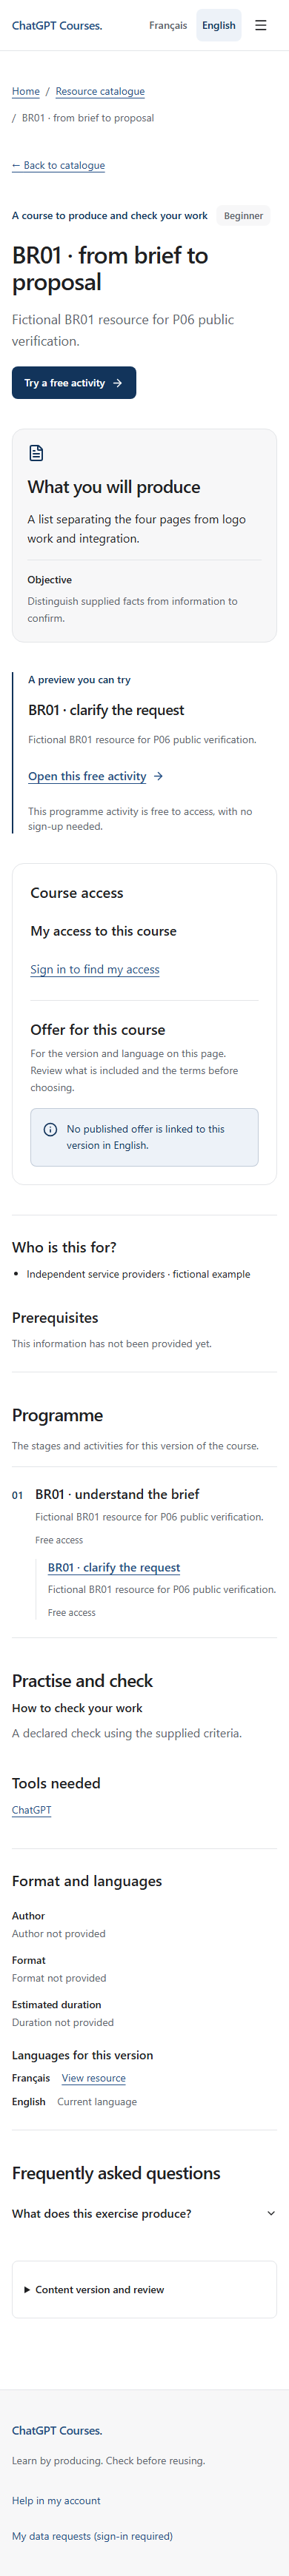 ChatGPT Courses.
Français
English
Home / Resource catalogue
/ BR01 · from brief to proposal
← Back to catalogue
A course to produce and check your work
Beginner
BR01 · from brief to
proposal
Fictional BR01 resource for P06 public
verification.
Try a free activity →
What you will produce
A list separating the four pages from logo
work and integration.
Objective
Distinguish supplied facts from information to
confirm.
A preview you can try
BR01 · clarify the request
Fictional BR01 resource for P06 public verification.
Open this free activity →
This programme activity is free to access, with no
sign-up needed.
Course access
My access to this course
Sign in to find my access
Offer for this course
For the version and language on this page.
Review what is included and the terms before
choosing.
No published offer is linked to this
version in English.
Who is this for?
• Independent service providers · fictional example
Prerequisites
This information has not been provided yet.
Programme
The stages and activities for this version of the course.
01 BR01 · understand the brief
Fictional BR01 resource for P06 public verification.
Free access
BR01 · clarify the request
Fictional BR01 resource for P06 public verification.
Free access
Practise and check
How to check your work
A declared check using the supplied criteria.
Tools needed
ChatGPT
Format and languages
Author
Author not provided
Format
Format not provided
Estimated duration
Duration not provided
Languages for this version
Français View resource
English Current language
Frequently asked questions
What does this exercise produce?
Content version and review
ChatGPT Courses.
Learn by producing. Check before reusing.
Help in my account
My data requests (sign-in required)